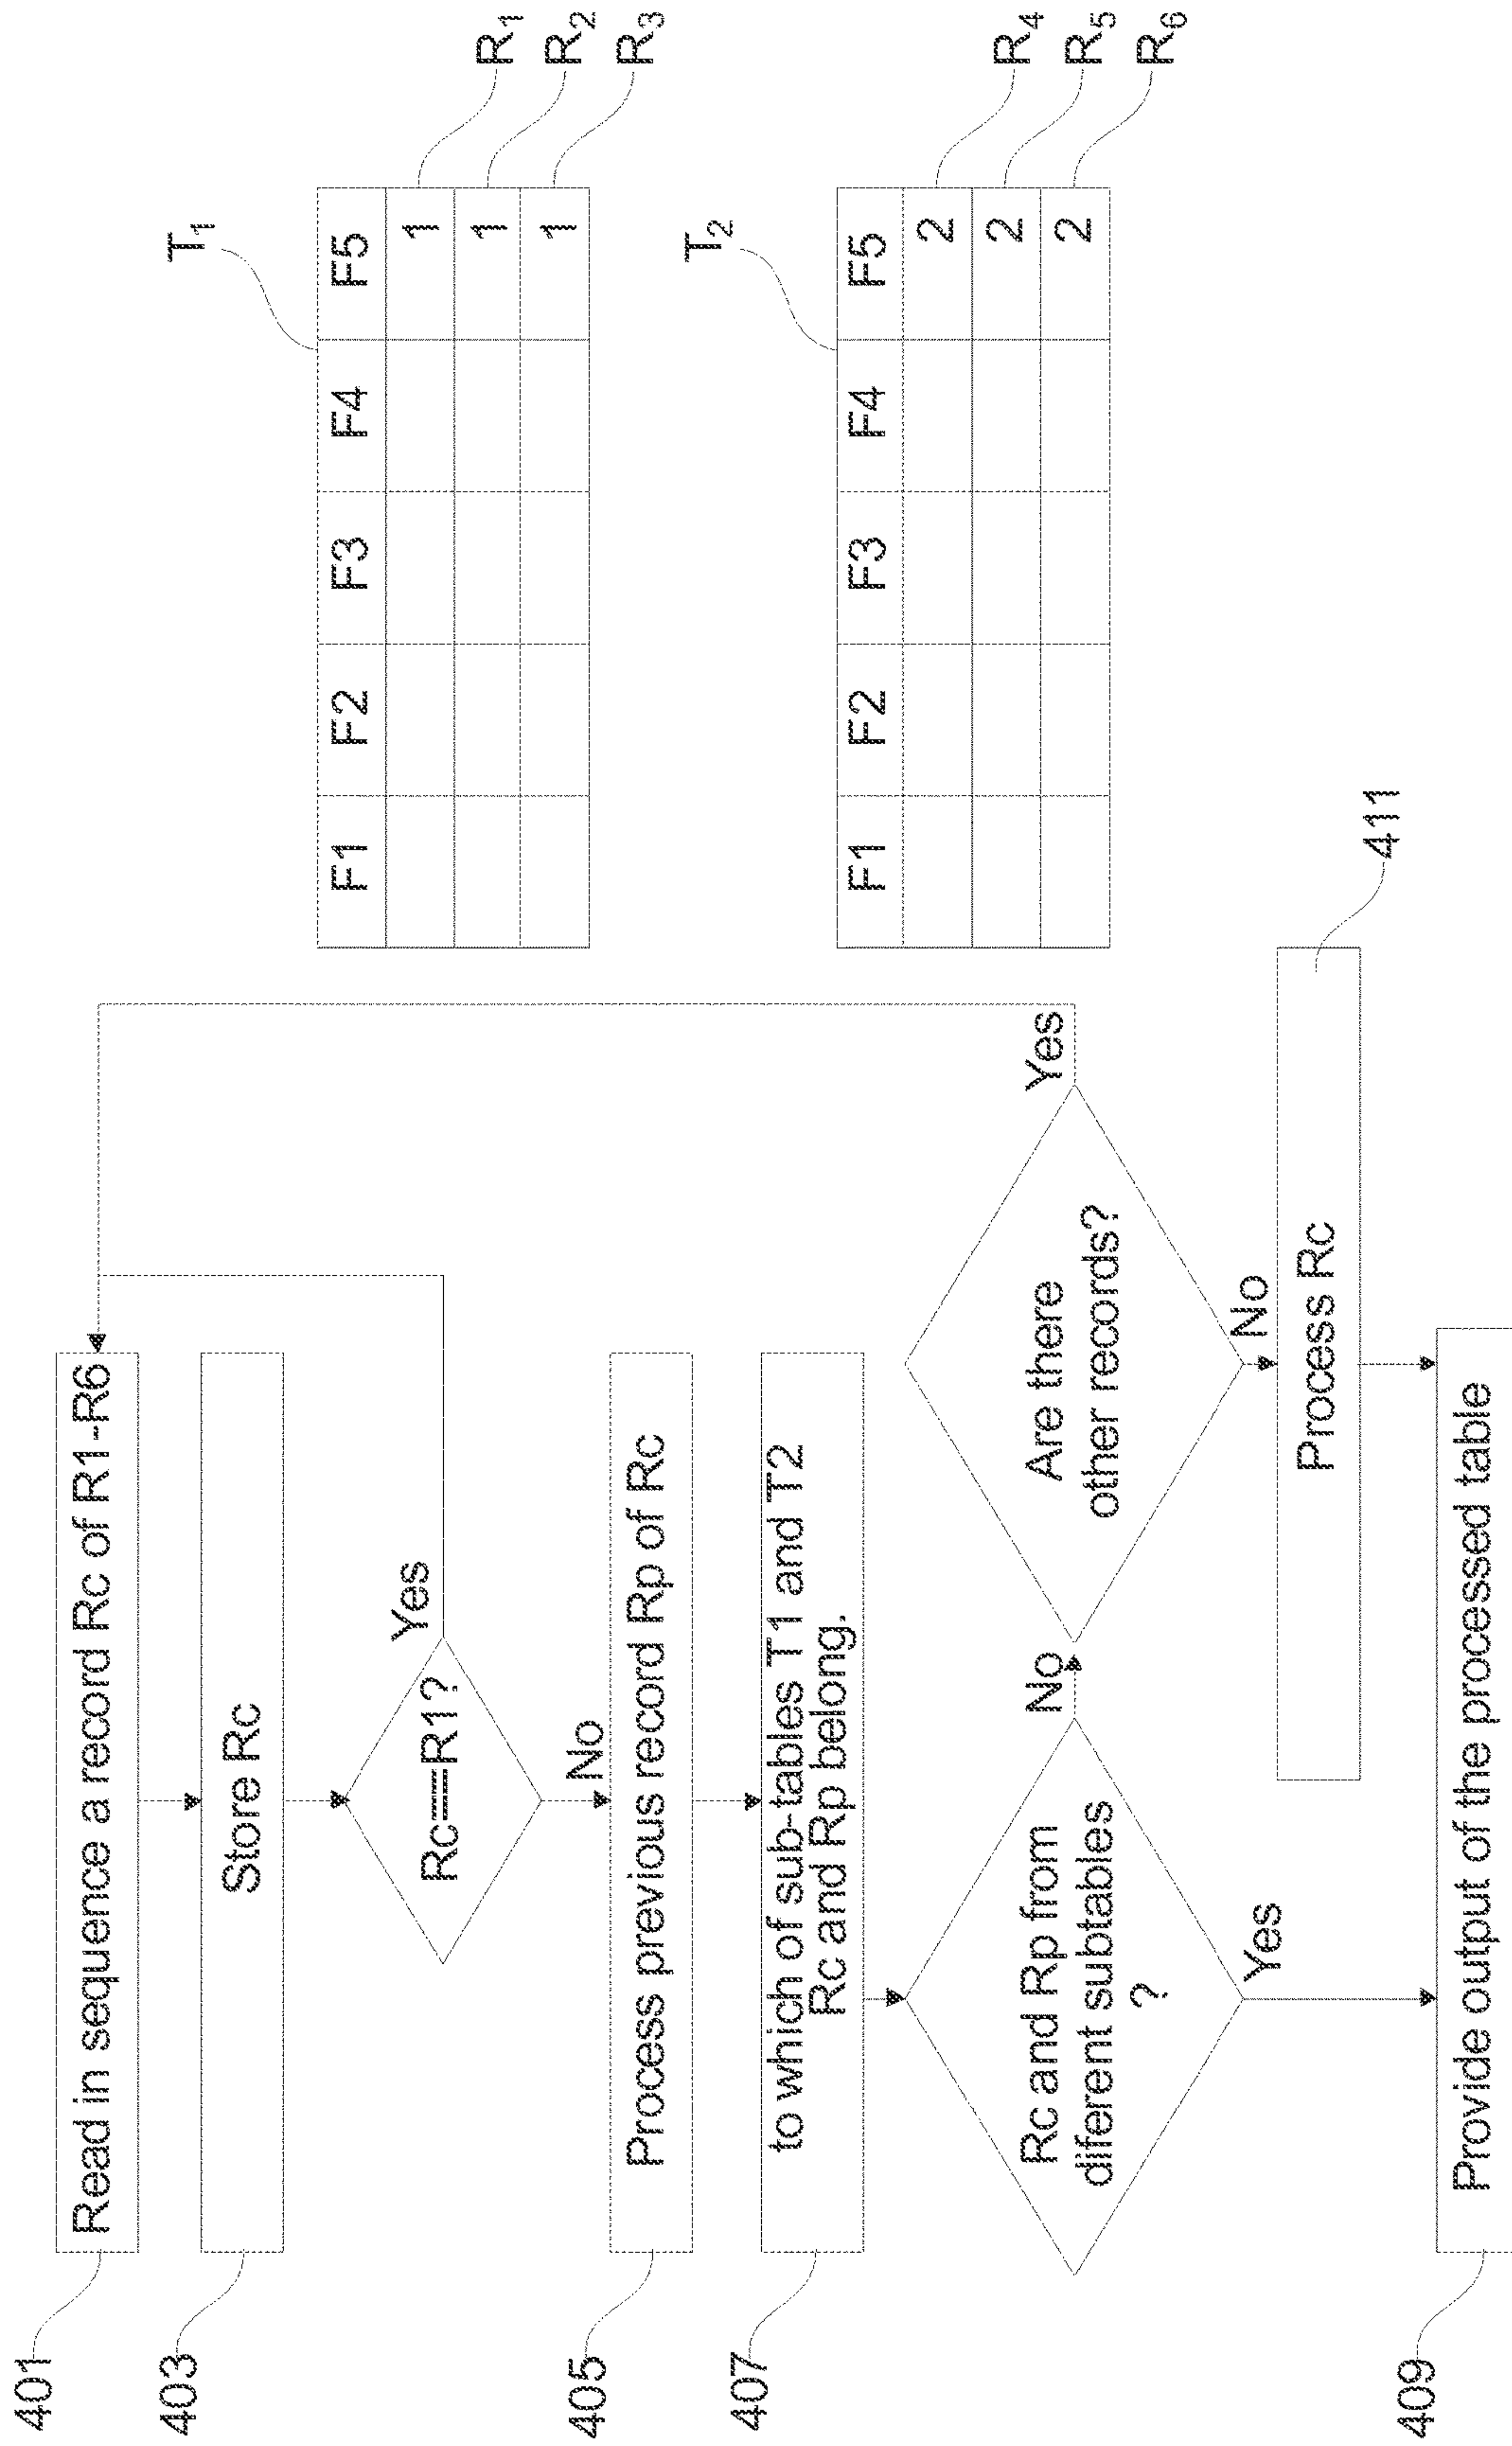 401
Read in sequence a record Rc of R1-R6
403
Store Rc
Rc==R1?
Yes
No
405
Process previous record Rp of Rc
407
to which of sub-tables T1 and T2
Rc and Rp belong.
Rc and Rp from
diferent subtables
?
No
Yes
Are there
other records?
Yes
No
Process Rc
411
409
Provide output of the processed table
T1
F1 F2 F3 F4 F5
1 R1
1 R2
1 R3
T2
F1 F2 F3 F4 F5
2 R4
2 R5
2 R6